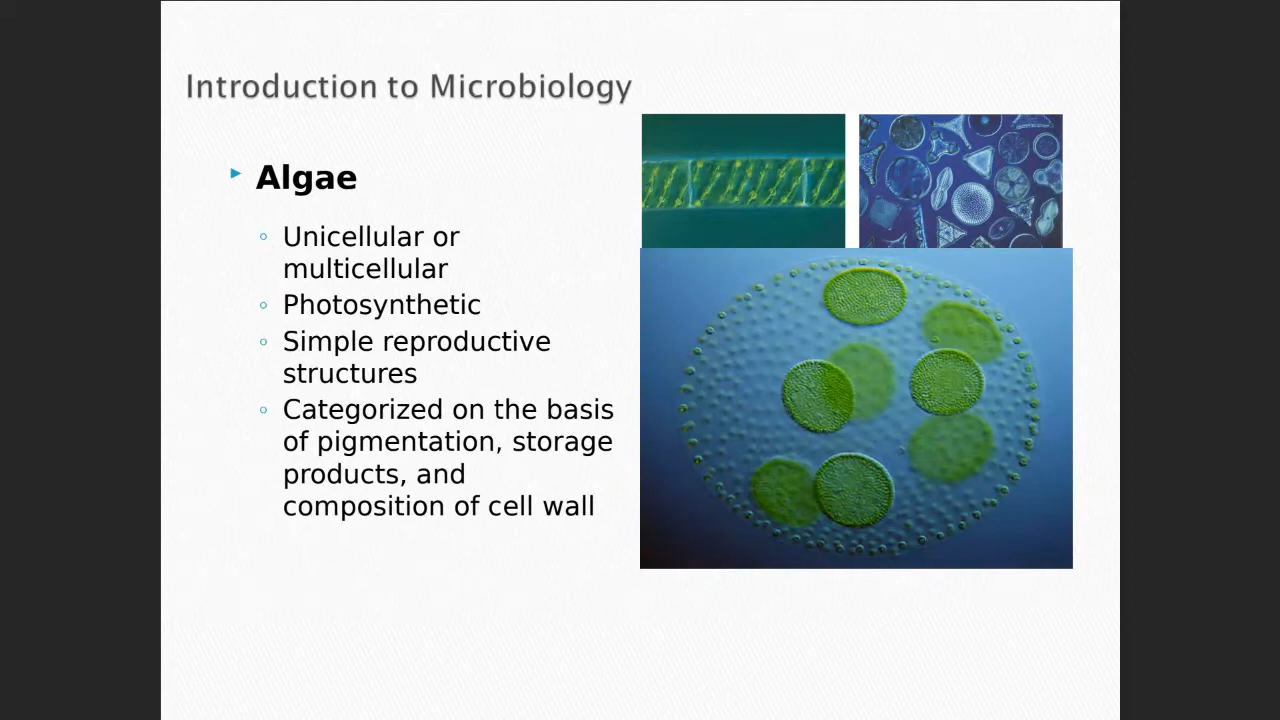 Introduction to Microbiology
Algae
Unicellular or
multicellular
Photosynthetic
Simple reproductive
structures
Categorized on the basis
of pigmentation, storage
products, and
composition of cell wall